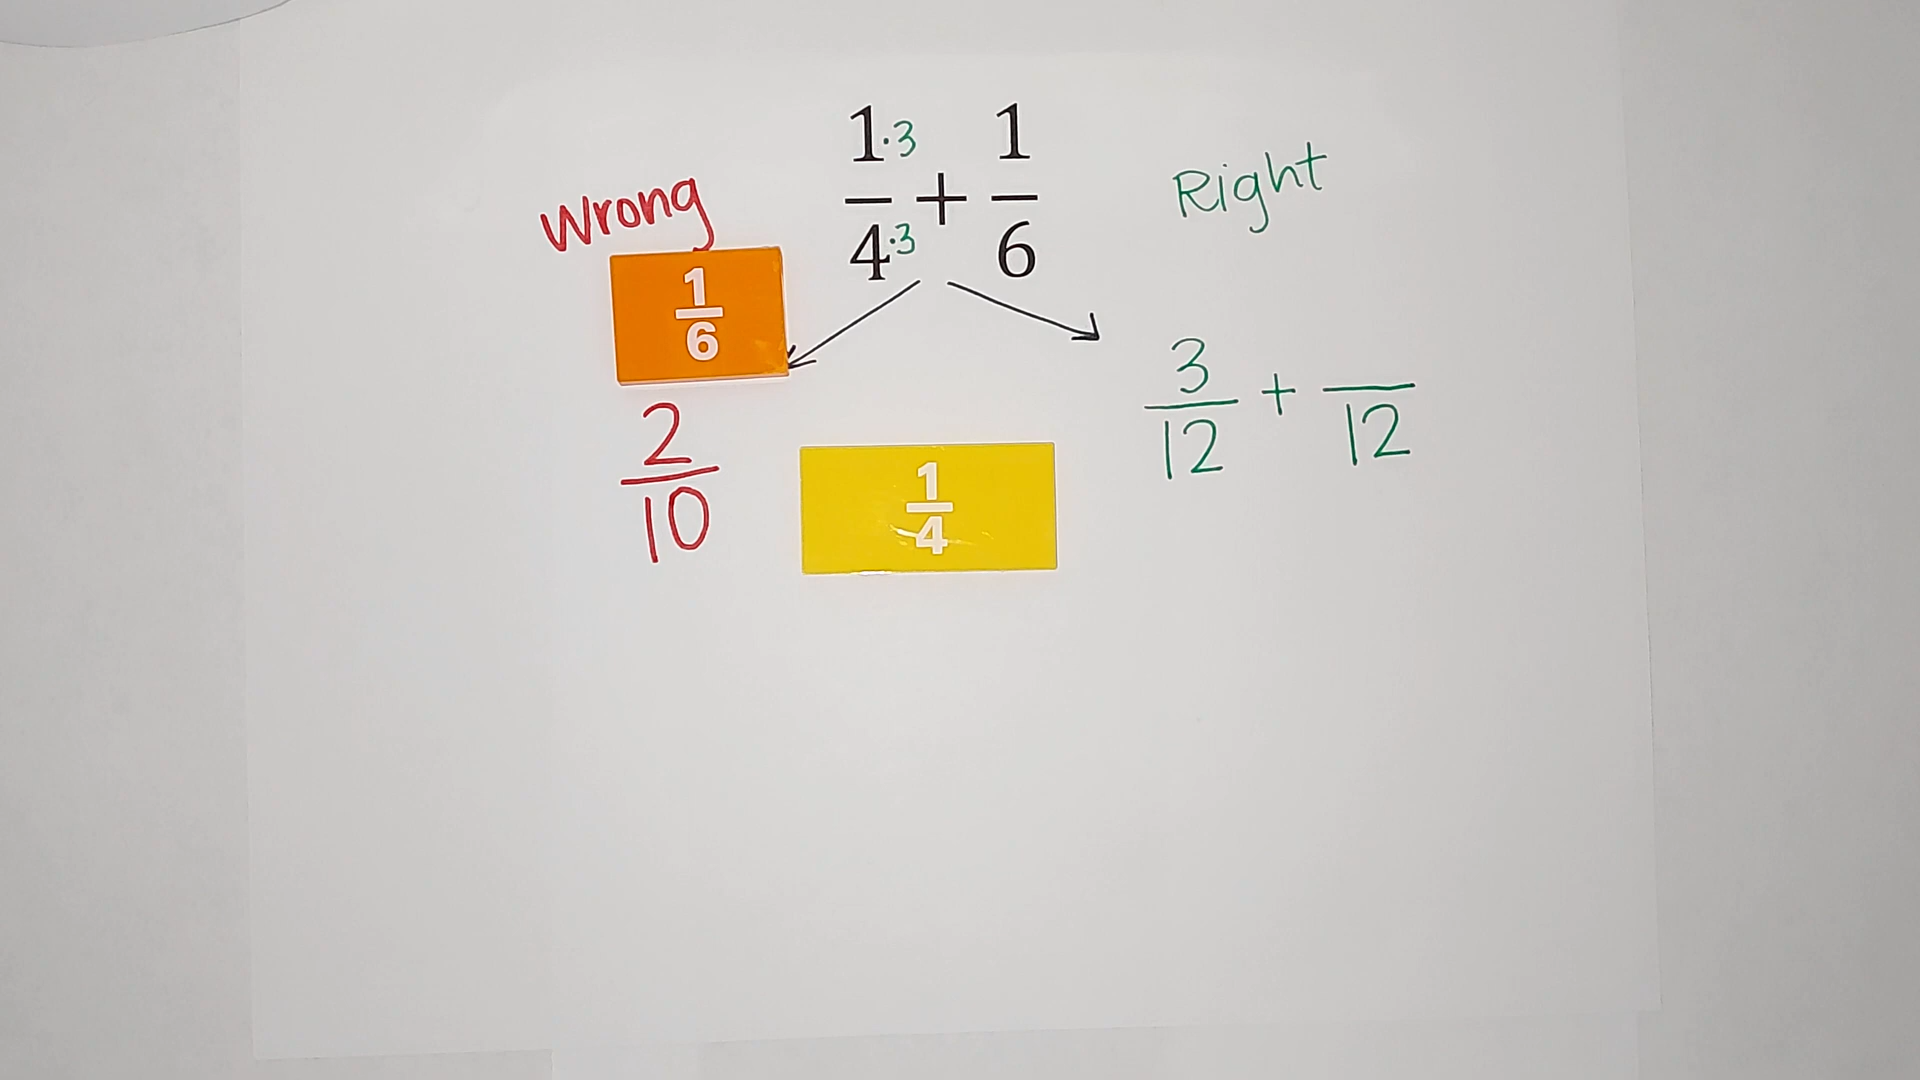 1·3/4·3 + 1/6
Wrong
Right
1/6
3/12 + /12
2/10
1/4